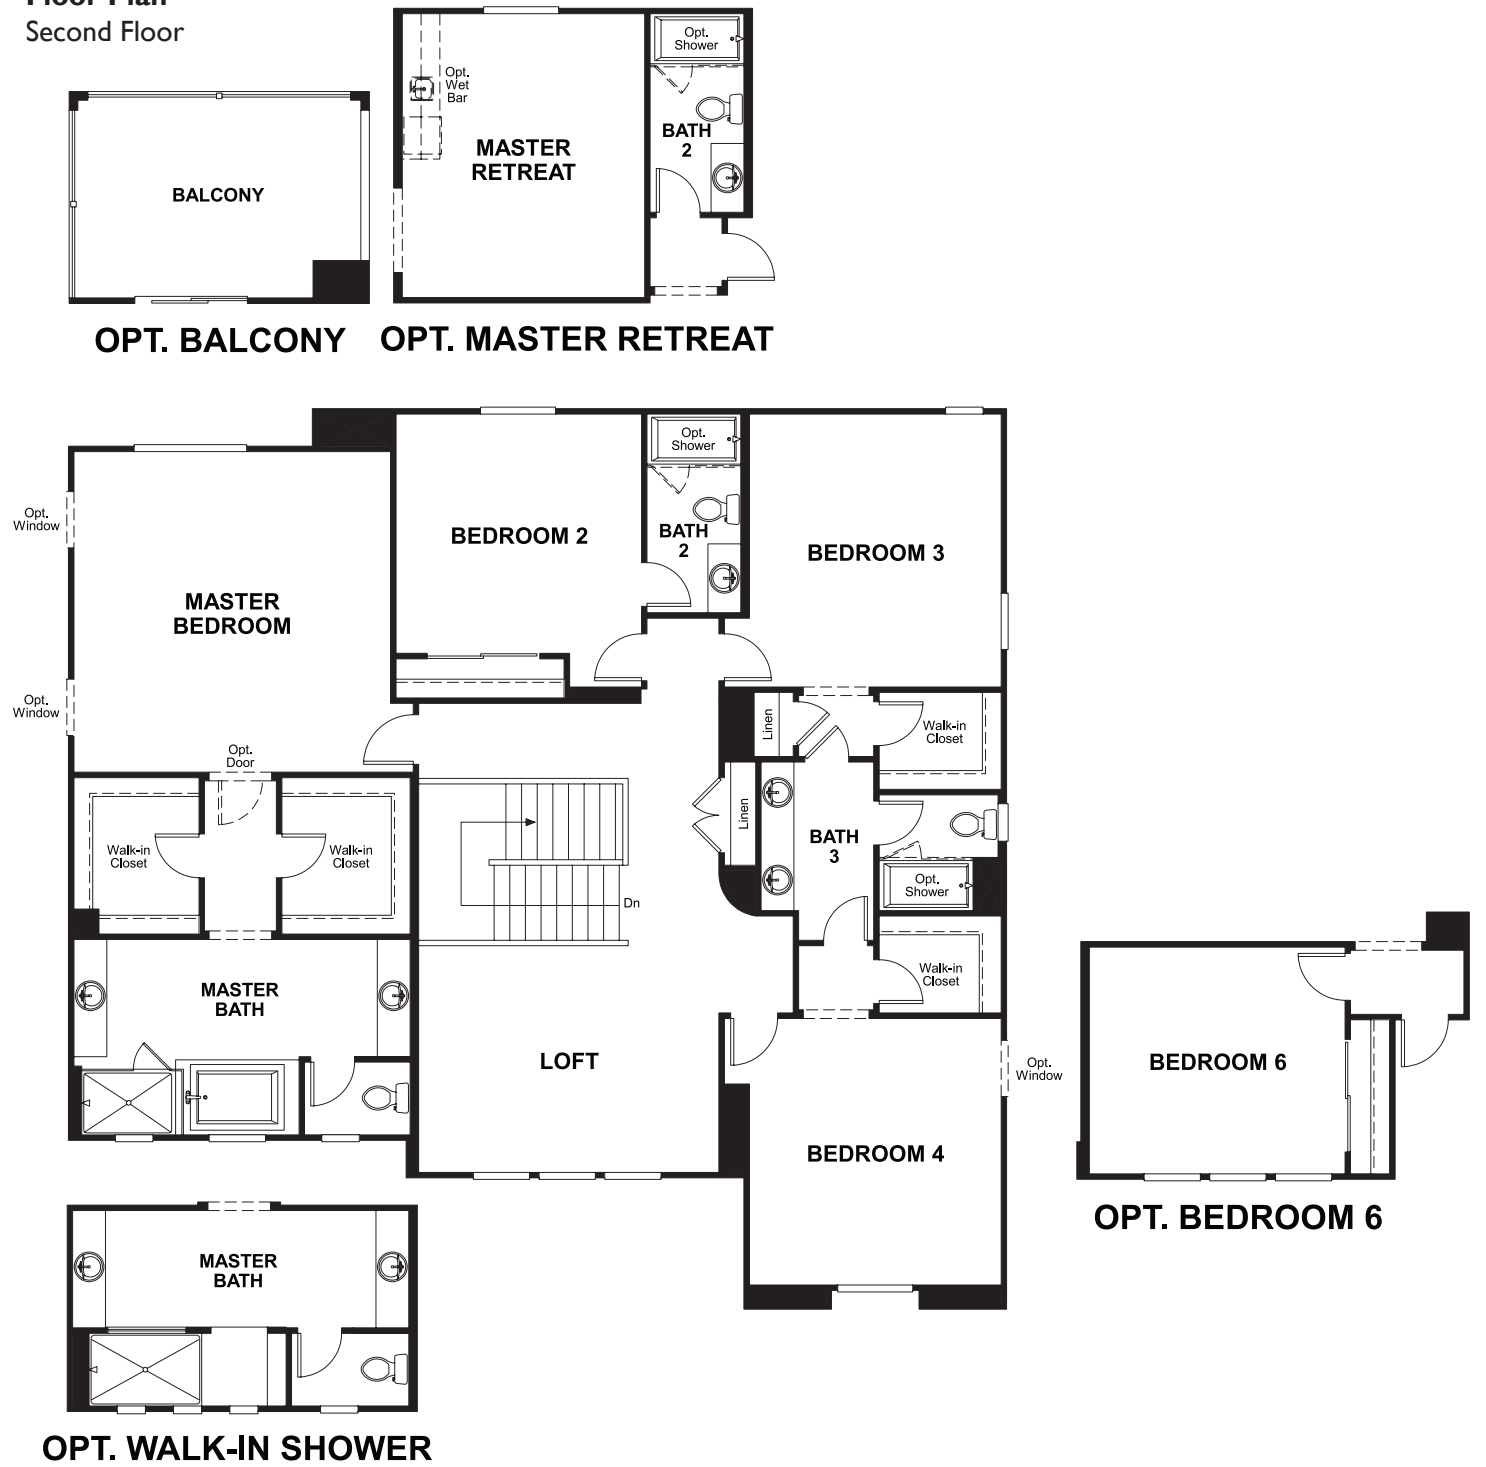 Floor Plan
Second Floor
Opt.
Shower
Opt.
Wet
Bar
BATH
2
MASTER
RETREAT
BALCONY
OPT. BALCONY
OPT. MASTER RETREAT
Opt.
Shower
Opt.
Window
BEDROOM 2
BATH
2
BEDROOM 3
MASTER
BEDROOM
Opt.
Window
Linen
Walk-in
Closet
Opt.
Door
Linen
Walk-in
Closet
Walk-in
Closet
BATH
3
Opt.
Shower
Dn
Walk-in
Closet
MASTER
BATH
LOFT
Opt.
Window
BEDROOM 6
BEDROOM 4
OPT. BEDROOM 6
MASTER
BATH
OPT. WALK-IN SHOWER